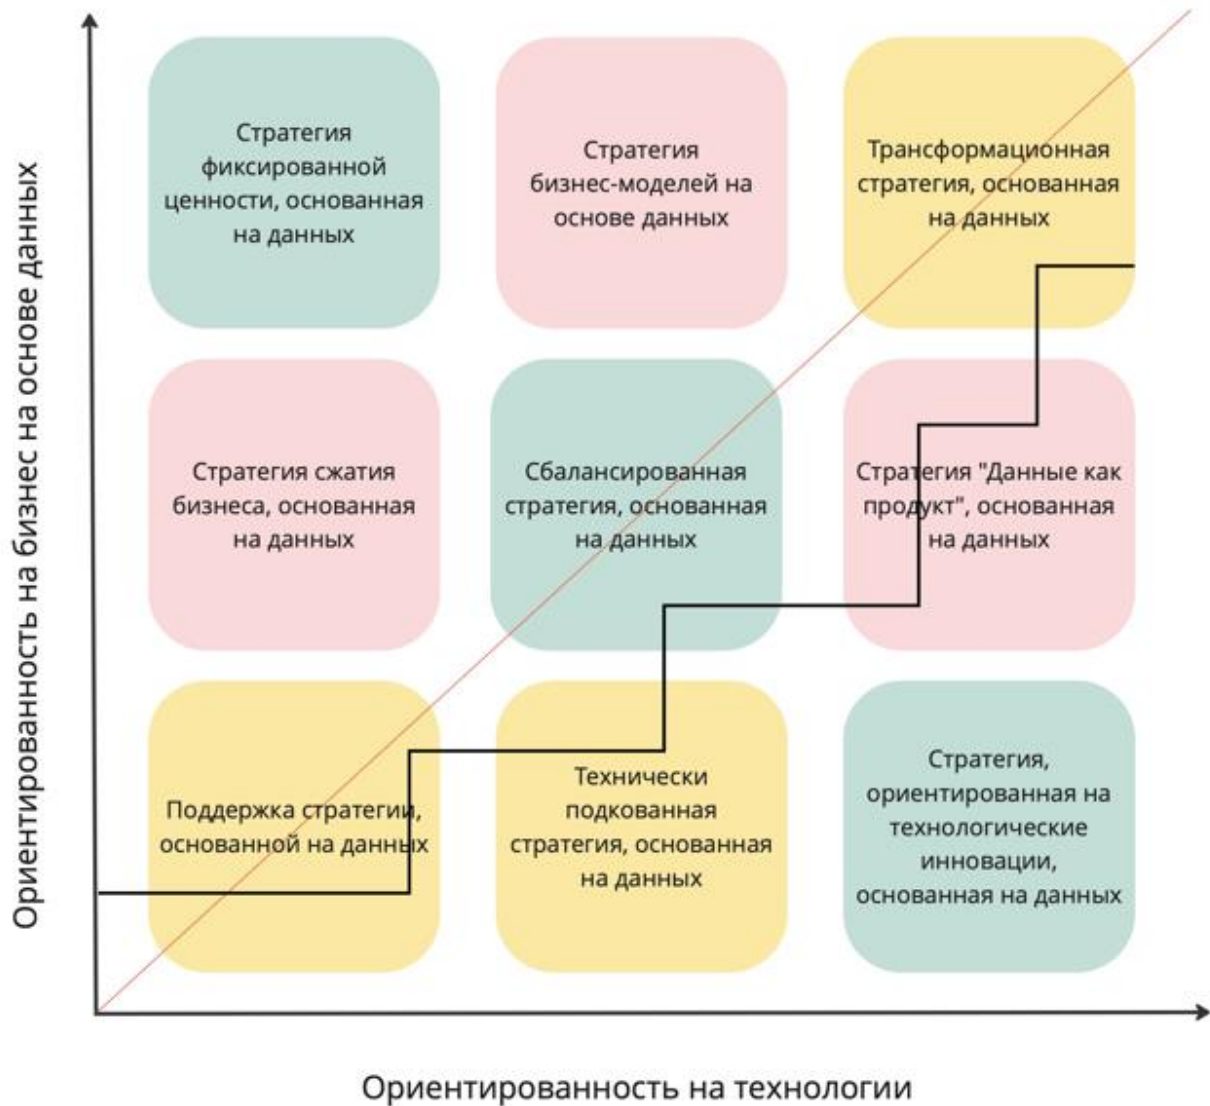 Ориентированность на бизнес на основе данных
Стратегия
фиксированной
ценности, основанная
на данных
Стратегия
бизнес-моделей на
основе данных
Трансформационная
стратегия, основанная
на данных
Стратегия сжатия
бизнеса, основанная
на данных
Сбалансированная
стратегия, основанная
на данных
Стратегия "Данные как
продукт", основанная
на данных
Поддержка стратегии,
основанной на данных
Технически
подкованная
стратегия, основанная
на данных
Стратегия,
ориентированная на
технологические
инновации,
основанная на данных
Ориентированность на технологии